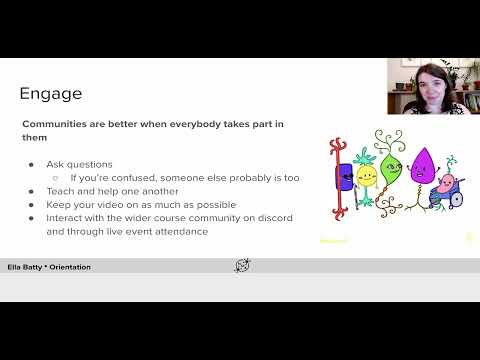 Engage
Communities are better when everybody takes part in
them
● Ask questions
○ If you're confused, someone else probably is too
● Teach and help one another
● Keep your video on as much as possible
● Interact with the wider course community on discord
and through live event attendance
Ella Batty * Orientation